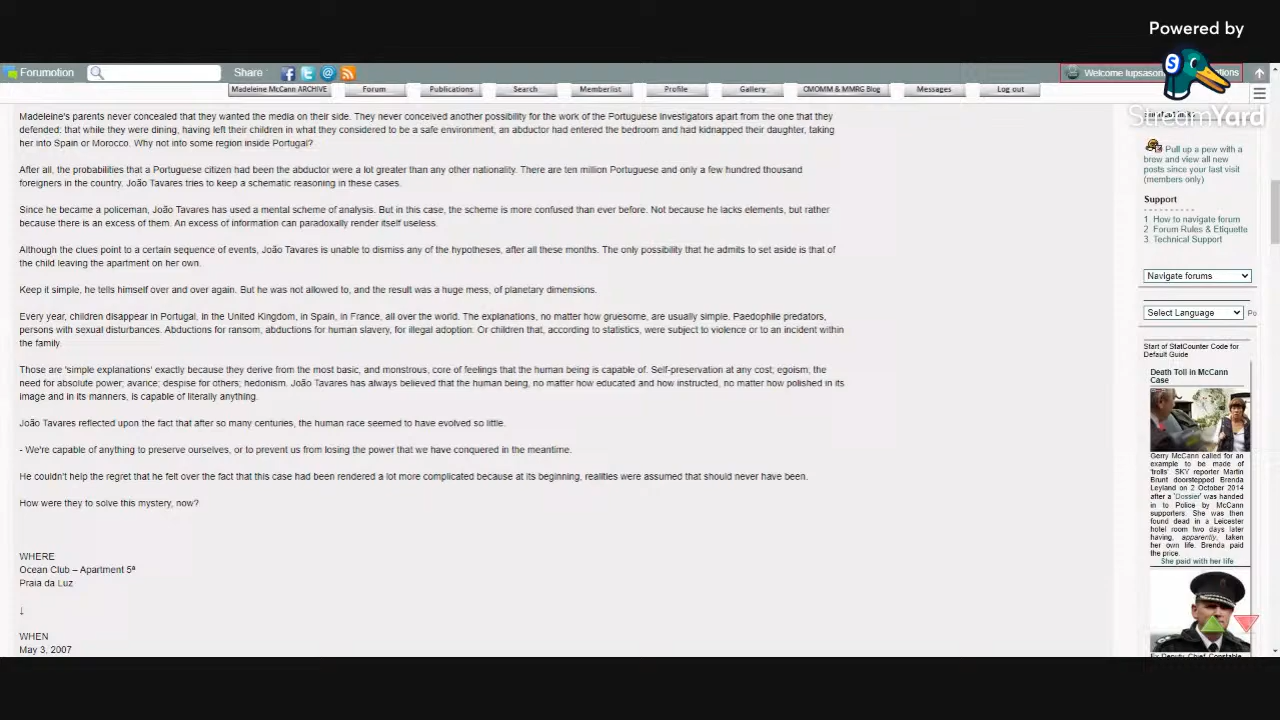 Powered by
StreamYard
Forumotion
Share
Welcome lupsason
Madeleine McCann ARCHIVE
Forum
Publications
Search
Memberlist
Profile
Gallery
CMOMM & MMRG Blog
Messages
Log out
Madeleine's parents never concealed that they wanted the media on their side. They never conceived another possibility for the work of the Portuguese investigators apart from the one that they
defended: that while they were dining, having left their children in what they considered to be a safe environment, an abductor had entered the bedroom and had kidnapped their daughter, taking
her into Spain or Morocco. Why not into some region inside Portugal?
After all, the probabilities that a Portuguese citizen had been the abductor were a lot greater than any other nationality. There are ten million Portuguese and only a few hundred thousand
foreigners in the country. João Tavares tries to keep a schematic reasoning in these cases.
Since he became a policeman, João Tavares has used a mental scheme of analysis. But in this case, the scheme is more confused than ever before. Not because he lacks elements, but rather
because there is an excess of them. An excess of information can paradoxally render itself useless.
Although the clues point to a certain sequence of events, João Tavares is unable to dismiss any of the hypotheses, after all these months. The only possibility that he admits to set aside is that of
the child leaving the apartment on her own.
Keep it simple, he tells himself over and over again. But he was not allowed to, and the result was a huge mess, of planetary dimensions.
Every year, children disappear in Portugal, in the United Kingdom, in Spain, in France, all over the world. The explanations, no matter how gruesome, are usually simple. Paedophile predators,
persons with sexual disturbances. Abductions for ransom, abductions for human slavery, for illegal adoption. Or children that, according to statistics, were subject to violence or to an incident within
the family.
Those are 'simple explanations' exactly because they derive from the most basic, and monstrous, core of feelings that the human being is capable of. Self-preservation at any cost; egoism; the
need for absolute power; avance; despise for others; hedonism. João Tavares has always believed that the human being, no matter how educated and how instructed, no matter how polished in its
image and in its manners, is capable of literally anything.
João Tavares reflected upon the fact that after so many centuries, the human race seemed to have evolved so little.
- We're capable of anything to preserve ourselves, or to prevent us from losing the power that we have conquered in the meantime.
He couldn't help the regret that he felt over the fact that this case had been rendered a lot more complicated because at its beginning, realities were assumed that should never have been.
How were they to solve this mystery, now?
WHERE
Ocean Club – Apartment 5ª
Praia da Luz
↓
WHEN
May 3, 2007
Pull up a pew with a
brew and view all new
posts since your last visit
(members only)
Support
1 How to navigate forum
2 Forum Rules & Etiquette
3. Technical Support
Navigate forums
Select Language
Po
Start of StatCounter Code for
Default Guide
Death Toll in McCann
Case
Gerry McCann called for an
example to be made of
'trolls'. SKY reporter Martin
Brunt doorstepped Brenda
Leyland on 2 October 2014
after a 'Dossier' was handed
in to Police by McCann
supporters. She was then
found dead in a Leicester
hotel room two days later
having, apparently, taken
her own life. Brenda paid
the price.
She paid with her life
Ex Deputy Chief Constable